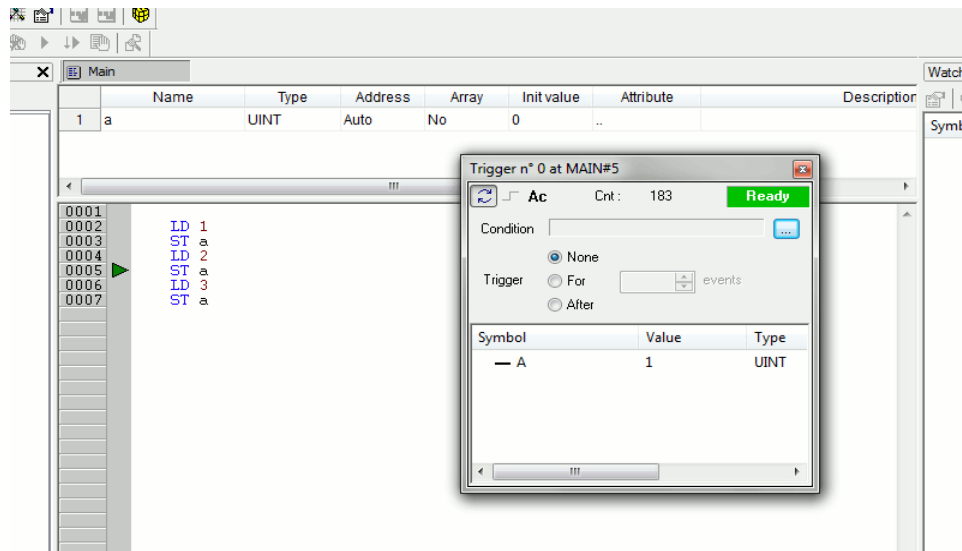 Main
Watch
Name Type Address Array Init value Attribute Description
1 a UINT Auto No 0 ..
Symb
Trigger n° 0 at MAIN#5
Ac Cnt : 183 Ready
Condition ...
None
Trigger For events
After
Symbol Value Type
A 1 UINT
0001
0002 LD 1
0003 ST a
0004 LD 2
0005 ST a
0006 LD 3
0007 ST a